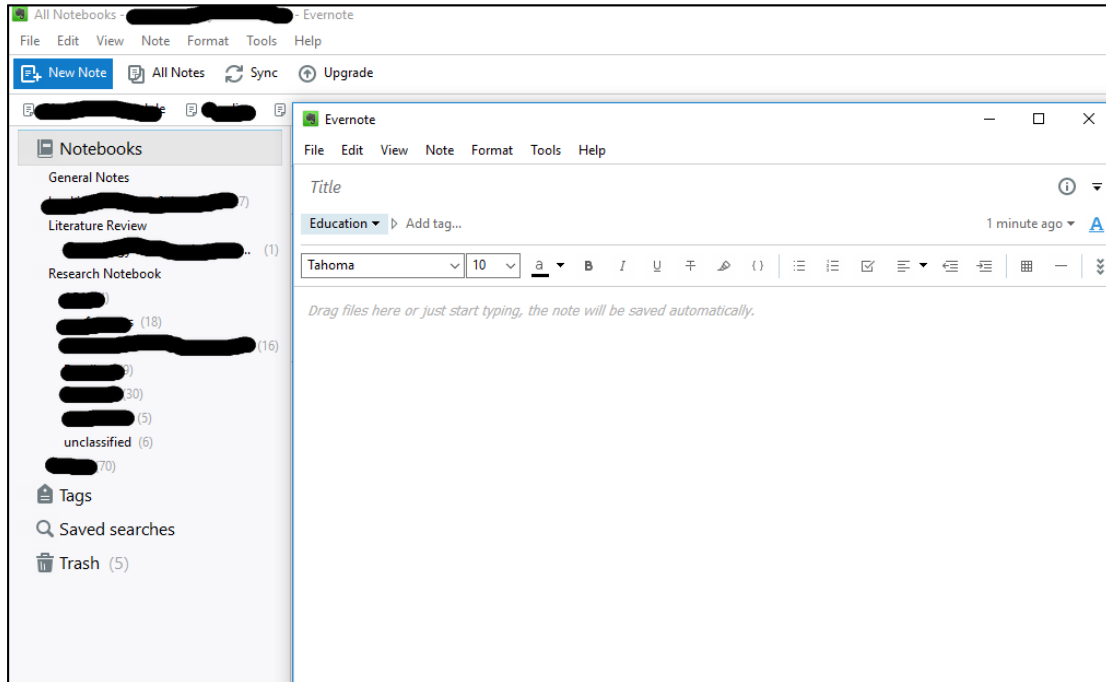 All Notebooks - - Evernote
File Edit View Note Format Tools Help
New Note All Notes Sync Upgrade
Evernote
File Edit View Note Format Tools Help
Title
Education Add tag... 1 minute ago A
Tahoma 10 a B I U T {}
Drag files here or just start typing, the note will be saved automatically.
Notebooks
General Notes
7)
Literature Review
.. (1)
Research Notebook
)
(18)
(16)
9)
(30)
(5)
unclassified (6)
70)
Tags
Saved searches
Trash (5)